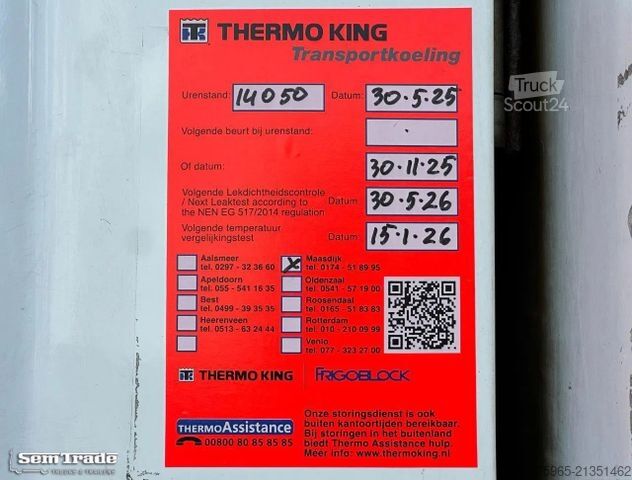 THERMO KING
Transportkoeling
Truck
Scout24
Urenstand: 14050 Datum: 30.5.25
Volgende beurt bij urenstand: .
Of datum: 30.11.25
Volgende Lekdichtheidscontrole
/ Next Leaktest according to Datum: 30.5.26
the NEN EG 517/2014 regulation
Volgende temperatuur
vergelijkingstest Datum: 15.1.26
Aalsmeer
tel. 0297 - 32 36 60
Apeldoorn
tel. 055 - 541 16 35
Best
tel. 0499 - 39 35 35
Heerenveen
tel. 0513 - 63 24 44
Maasdijk
tel. 0174 - 51 89 95
Oldenzaal
tel. 0541 - 57 19 00
Roosendaal
tel. 0165 - 51 83 83
Rotterdam
tel. 010 - 210 09 99
Venlo
tel. 077 - 323 27 00
THERMO KING FRIGOBLOCK
THERMOAssistance
00800 80 85 85 85
Onze storingsdienst is ook
buiten kantoortijden bereikbaar.
Bij storingen in het buitenland
biedt Thermo Assistance hulp.
Meer info: www.thermoking.nl
SemTrade
TRUCKS & TRAILERS
5965-21351462